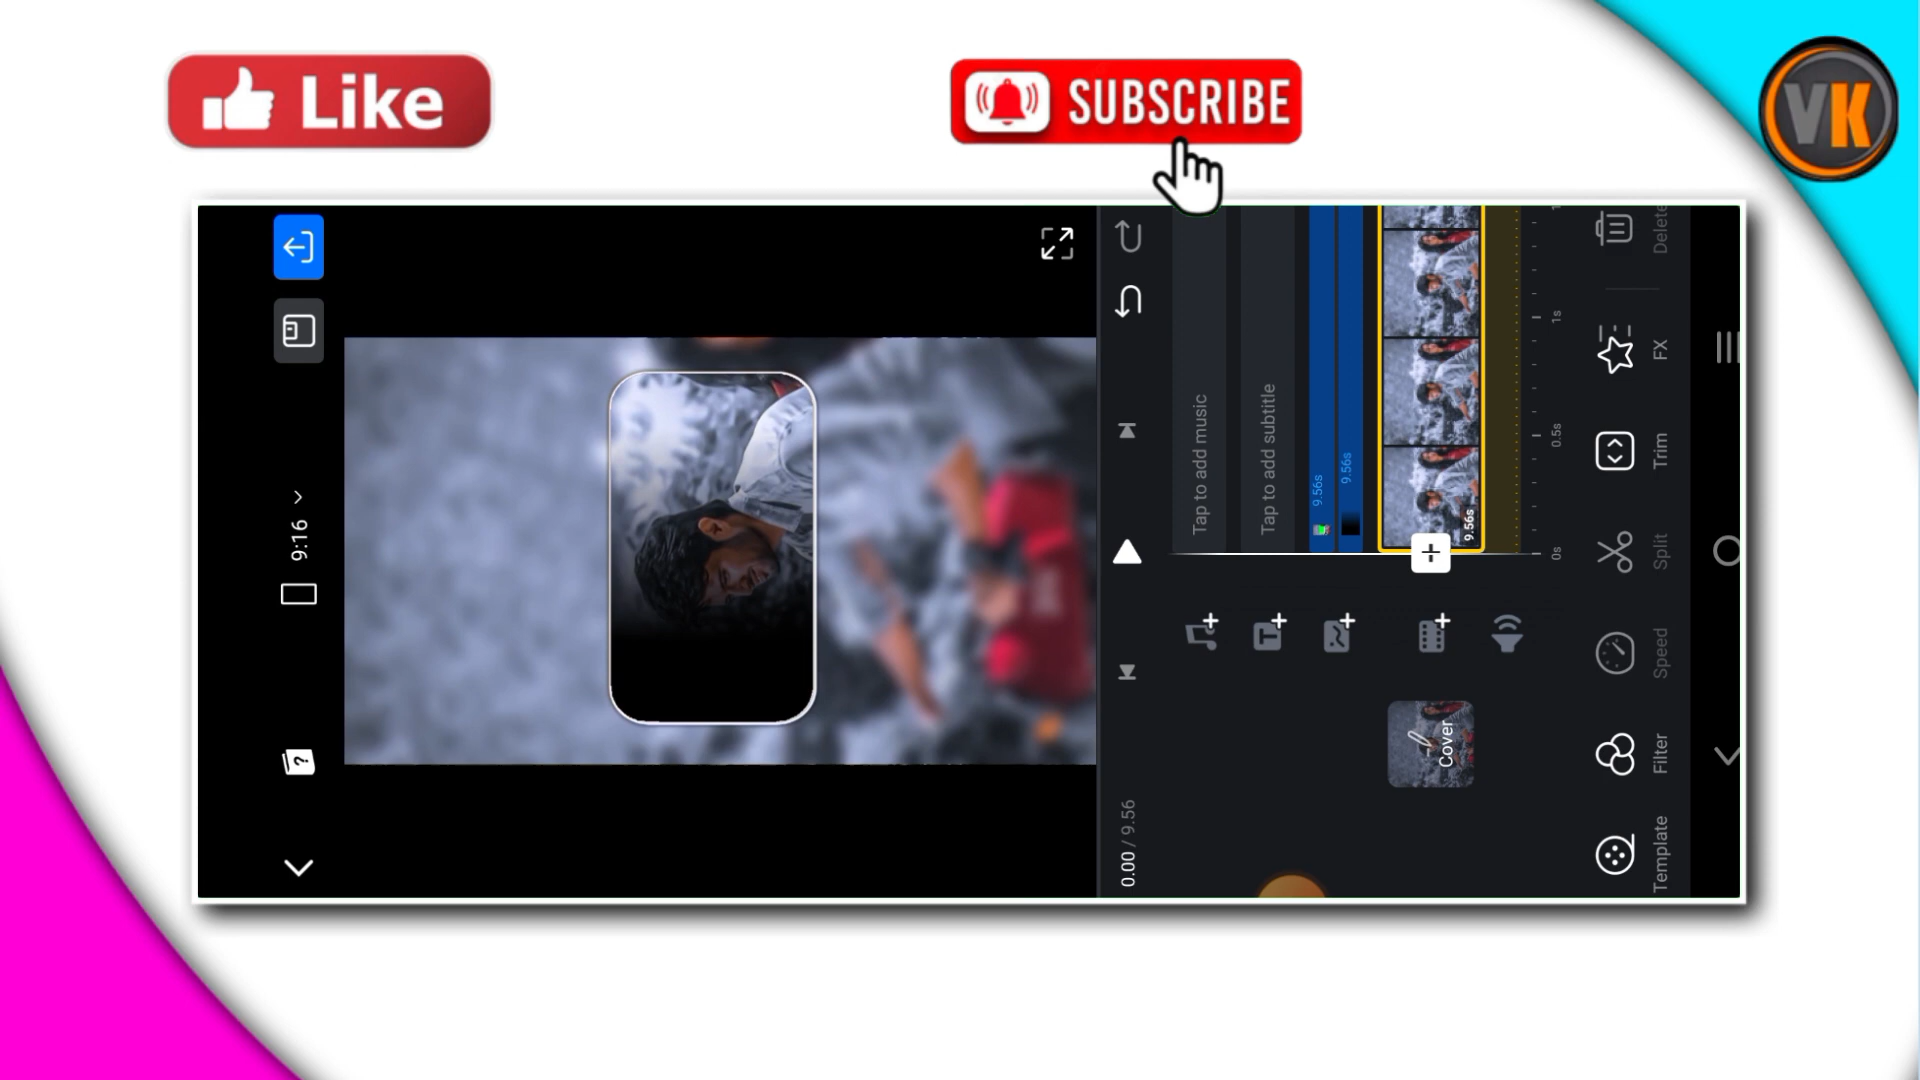 Like
SUBSCRIBE
VK
9:16
?
Tap to add music
Tap to add subtitle
9.56s
9.56s
9.56s
0s
0.5s
1s
Cover
0.00 / 9.56
Delete
FX
Trim
Split
Speed
Filter
Template